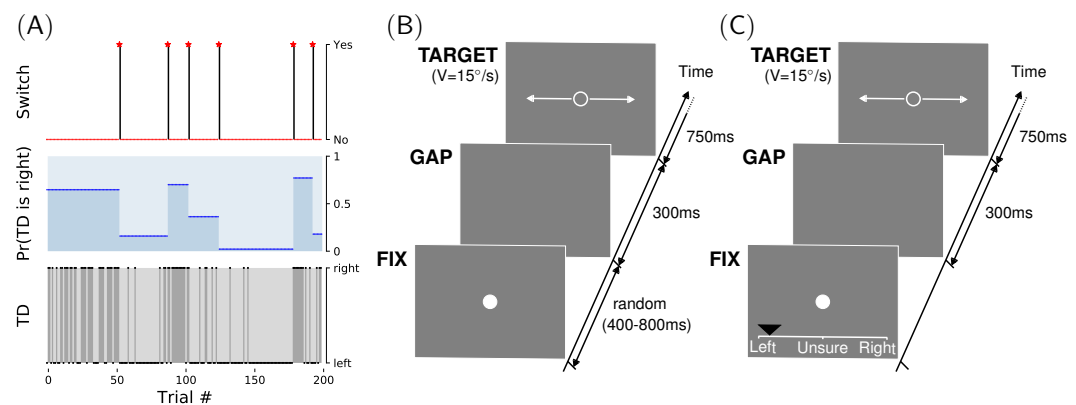 (A)
Switch
Yes
No
Pr(TD is right)
1
0.5
0
TD
right
left
0
50
100
150
200
Trial #
(B)
TARGET
(V=15°/s)
Time
750ms
GAP
300ms
FIX
random
(400-800ms)
(C)
TARGET
(V=15°/s)
Time
750ms
GAP
300ms
FIX
Left Unsure Right